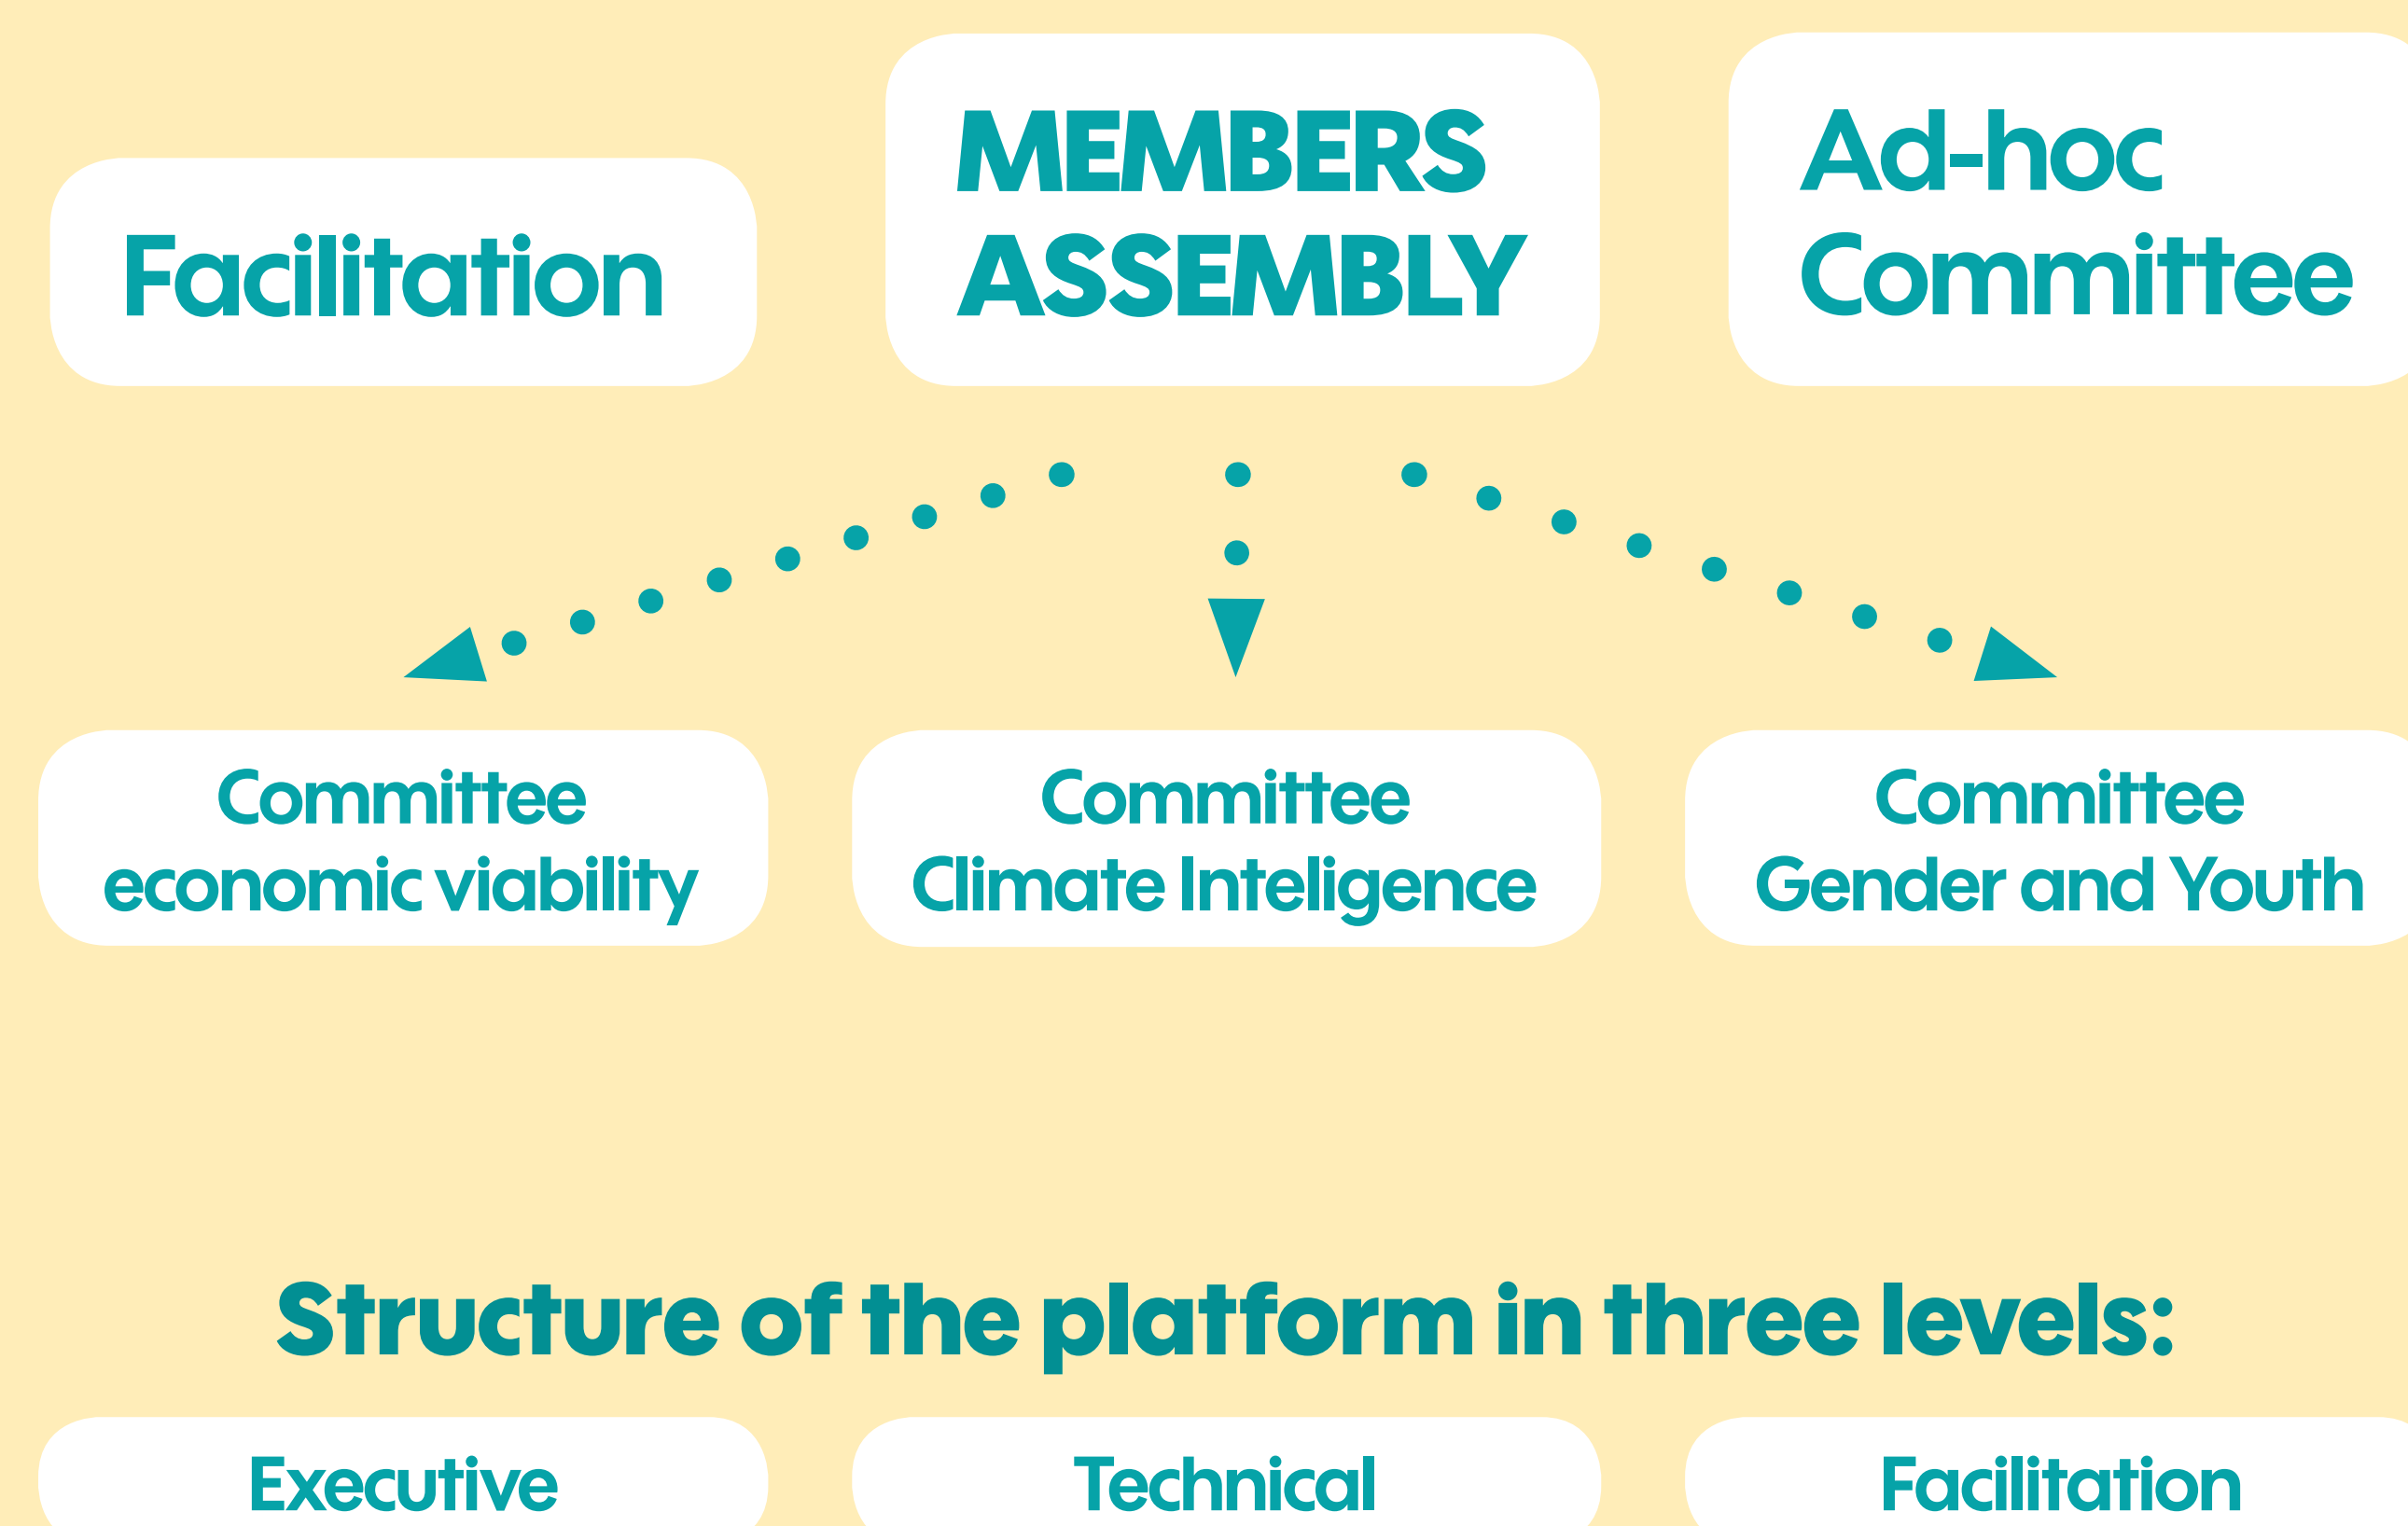 Facilitation
MEMBERS
ASSEMBLY
Ad-hoc
Committee
Committee
economic viability
Committee
Climate Inteligence
Committee
Gender and Youth
Structure of the platform in three levels:
Executive
Technical
Facilitation